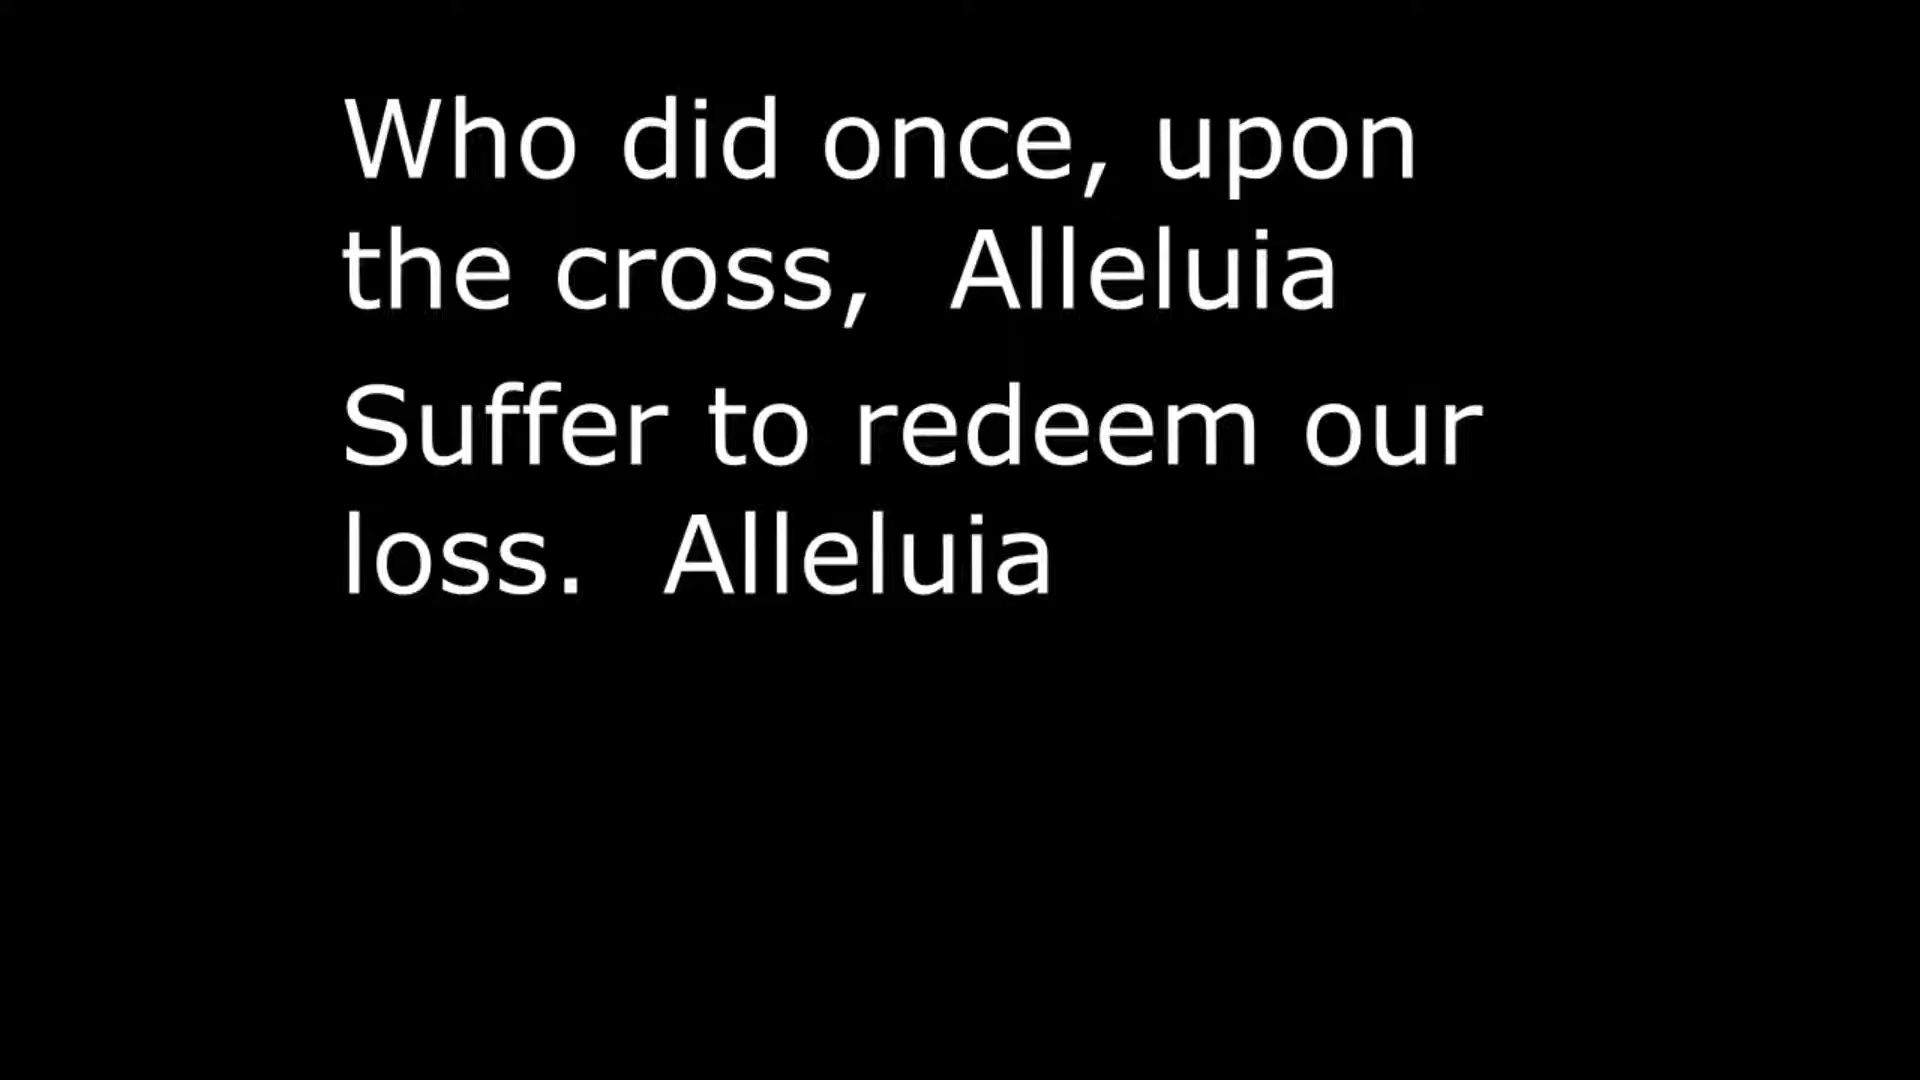 Who did once, upon
the cross,  Alleluia
Suffer to redeem our
loss.  Alleluia